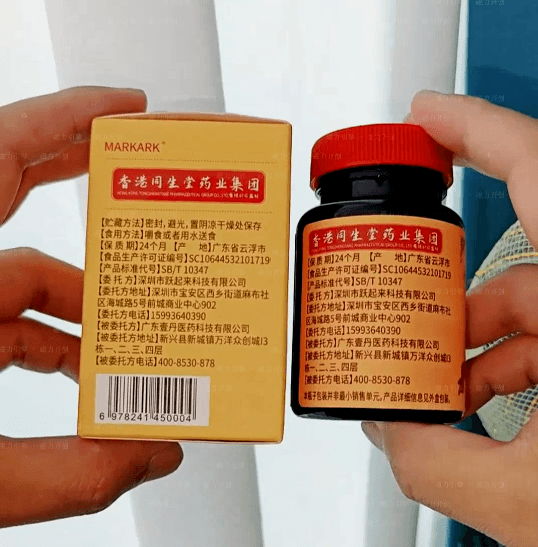 MARKARK®
香港同生堂药业集团
【贮藏方法】密封,避光,置阴凉干燥处保存
【食用方法】嚼食或者用水送食
【保质期】24个月 【产 地】广东省云浮市
【食品生产许可证编号】SC10644532101719
【产品标准代号】SB/T 10347
【委托方】深圳市跃起来科技有限公司
【委托方地址】深圳市宝安区西乡街道麻布社
区海城路5号前城商业中心902
【委托方电话】15993640390
【被委托方】广东壹丹医药科技有限公司
【被委托方地址】新兴县新城镇万洋众创城13
栋一、二、三、四层
【被委托方电话】400-8530-878
6 978241 450004
香港同生堂药业集团
【保质期】24个月 【产 地】广东省云浮市
【食品生产许可证编号】SC10644532101719
【产品标准代号】SB/T 10347
【委托方】深圳市跃起来科技有限公司
【委托方地址】深圳市宝安区西乡街道麻布社
区海城路5号前城商业中心902
【委托方电话】15993640390
【被委托方】广东壹丹医药科技有限公司
【被委托方地址】新兴县新城镇万洋众创城13
栋一、二、三、四层
【被委托方电话】400-8530-878
本瓶子包装并非最小销售单元,产品详细信息见外盒包装。